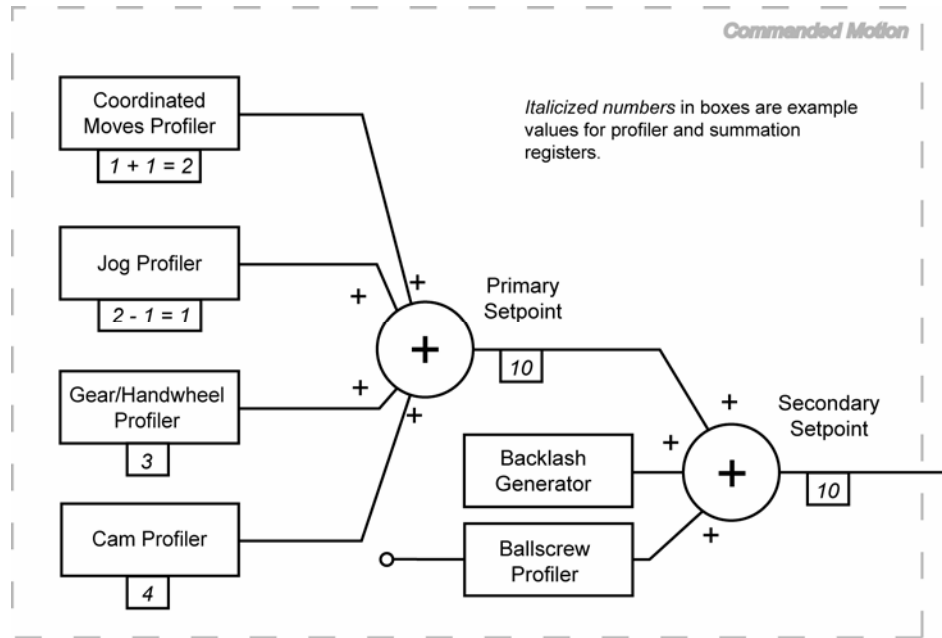 Commanded Motion
Coordinated
Moves Profiler
1 + 1 = 2
Italicized numbers in boxes are example
values for profiler and summation
registers.
Jog Profiler
2 - 1 = 1
+
+
Primary
Setpoint
+
10
Gear/Handwheel
Profiler
3
+
+
+
Secondary
Setpoint
Backlash
Generator
+
+
10
Cam Profiler
4
Ballscrew
Profiler
+